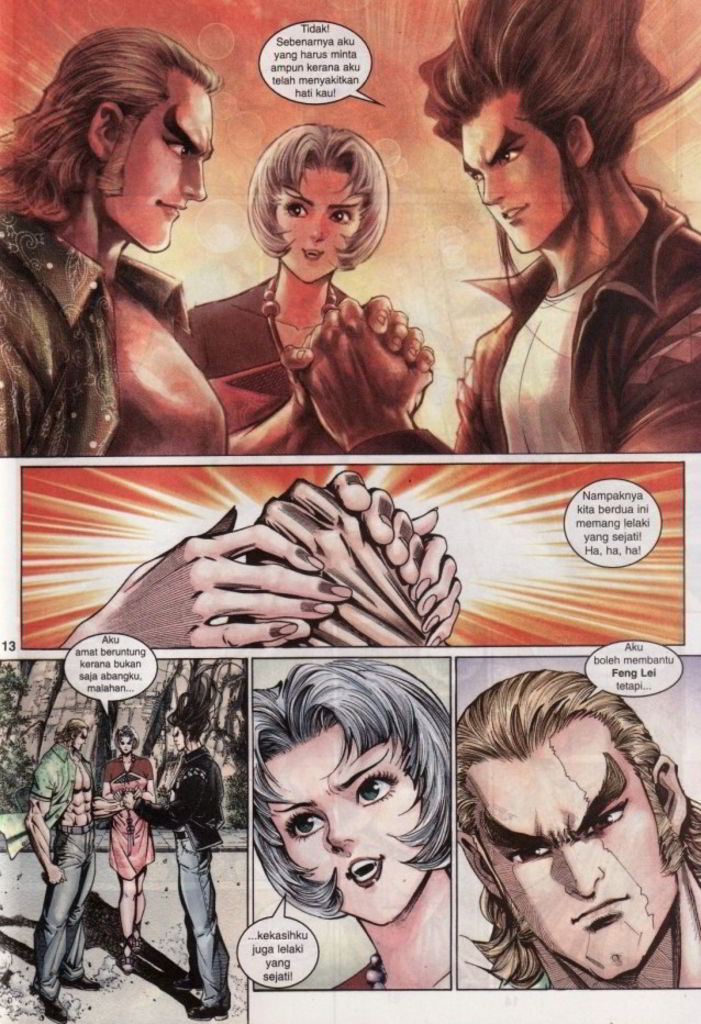 Tidak!
Sebenarnya aku
yang harus minta
ampun kerana aku
telah menyakitkan
hati kau!
Nampaknya
kita berdua ini
memang lelaki
yang sejati!
Ha, ha, ha!
13
Aku
amat beruntung
kerana bukan
saja abangku,
malahan...
...kekasihku
juga lelaki
yang
sejati!
Aku
boleh membantu
Feng Lei
tetapi...